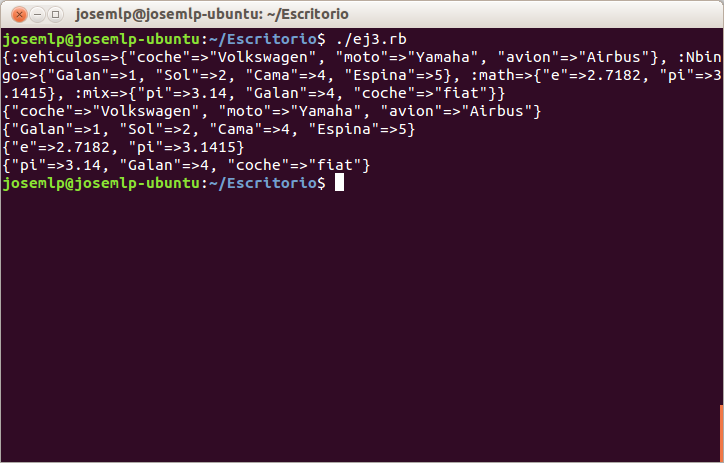 josemlp@josemlp-ubuntu: ~/Escritorio
josemlp@josemlp-ubuntu:~/Escritorio$ ./ej3.rb
{:vehiculos=>{"coche"=>"Volkswagen", "moto"=>"Yamaha", "avion"=>"Airbus"}, :Nbin
go=>{"Galan"=>1, "Sol"=>2, "Cama"=>4, "Espina"=>5}, :math=>{"e"=>2.7182, "pi"=>3
.1415}, :mix=>{"pi"=>3.14, "Galan"=>4, "coche"=>"fiat"}}
{"coche"=>"Volkswagen", "moto"=>"Yamaha", "avion"=>"Airbus"}
{"Galan"=>1, "Sol"=>2, "Cama"=>4, "Espina"=>5}
{"e"=>2.7182, "pi"=>3.1415}
{"pi"=>3.14, "Galan"=>4, "coche"=>"fiat"}
josemlp@josemlp-ubuntu:~/Escritorio$